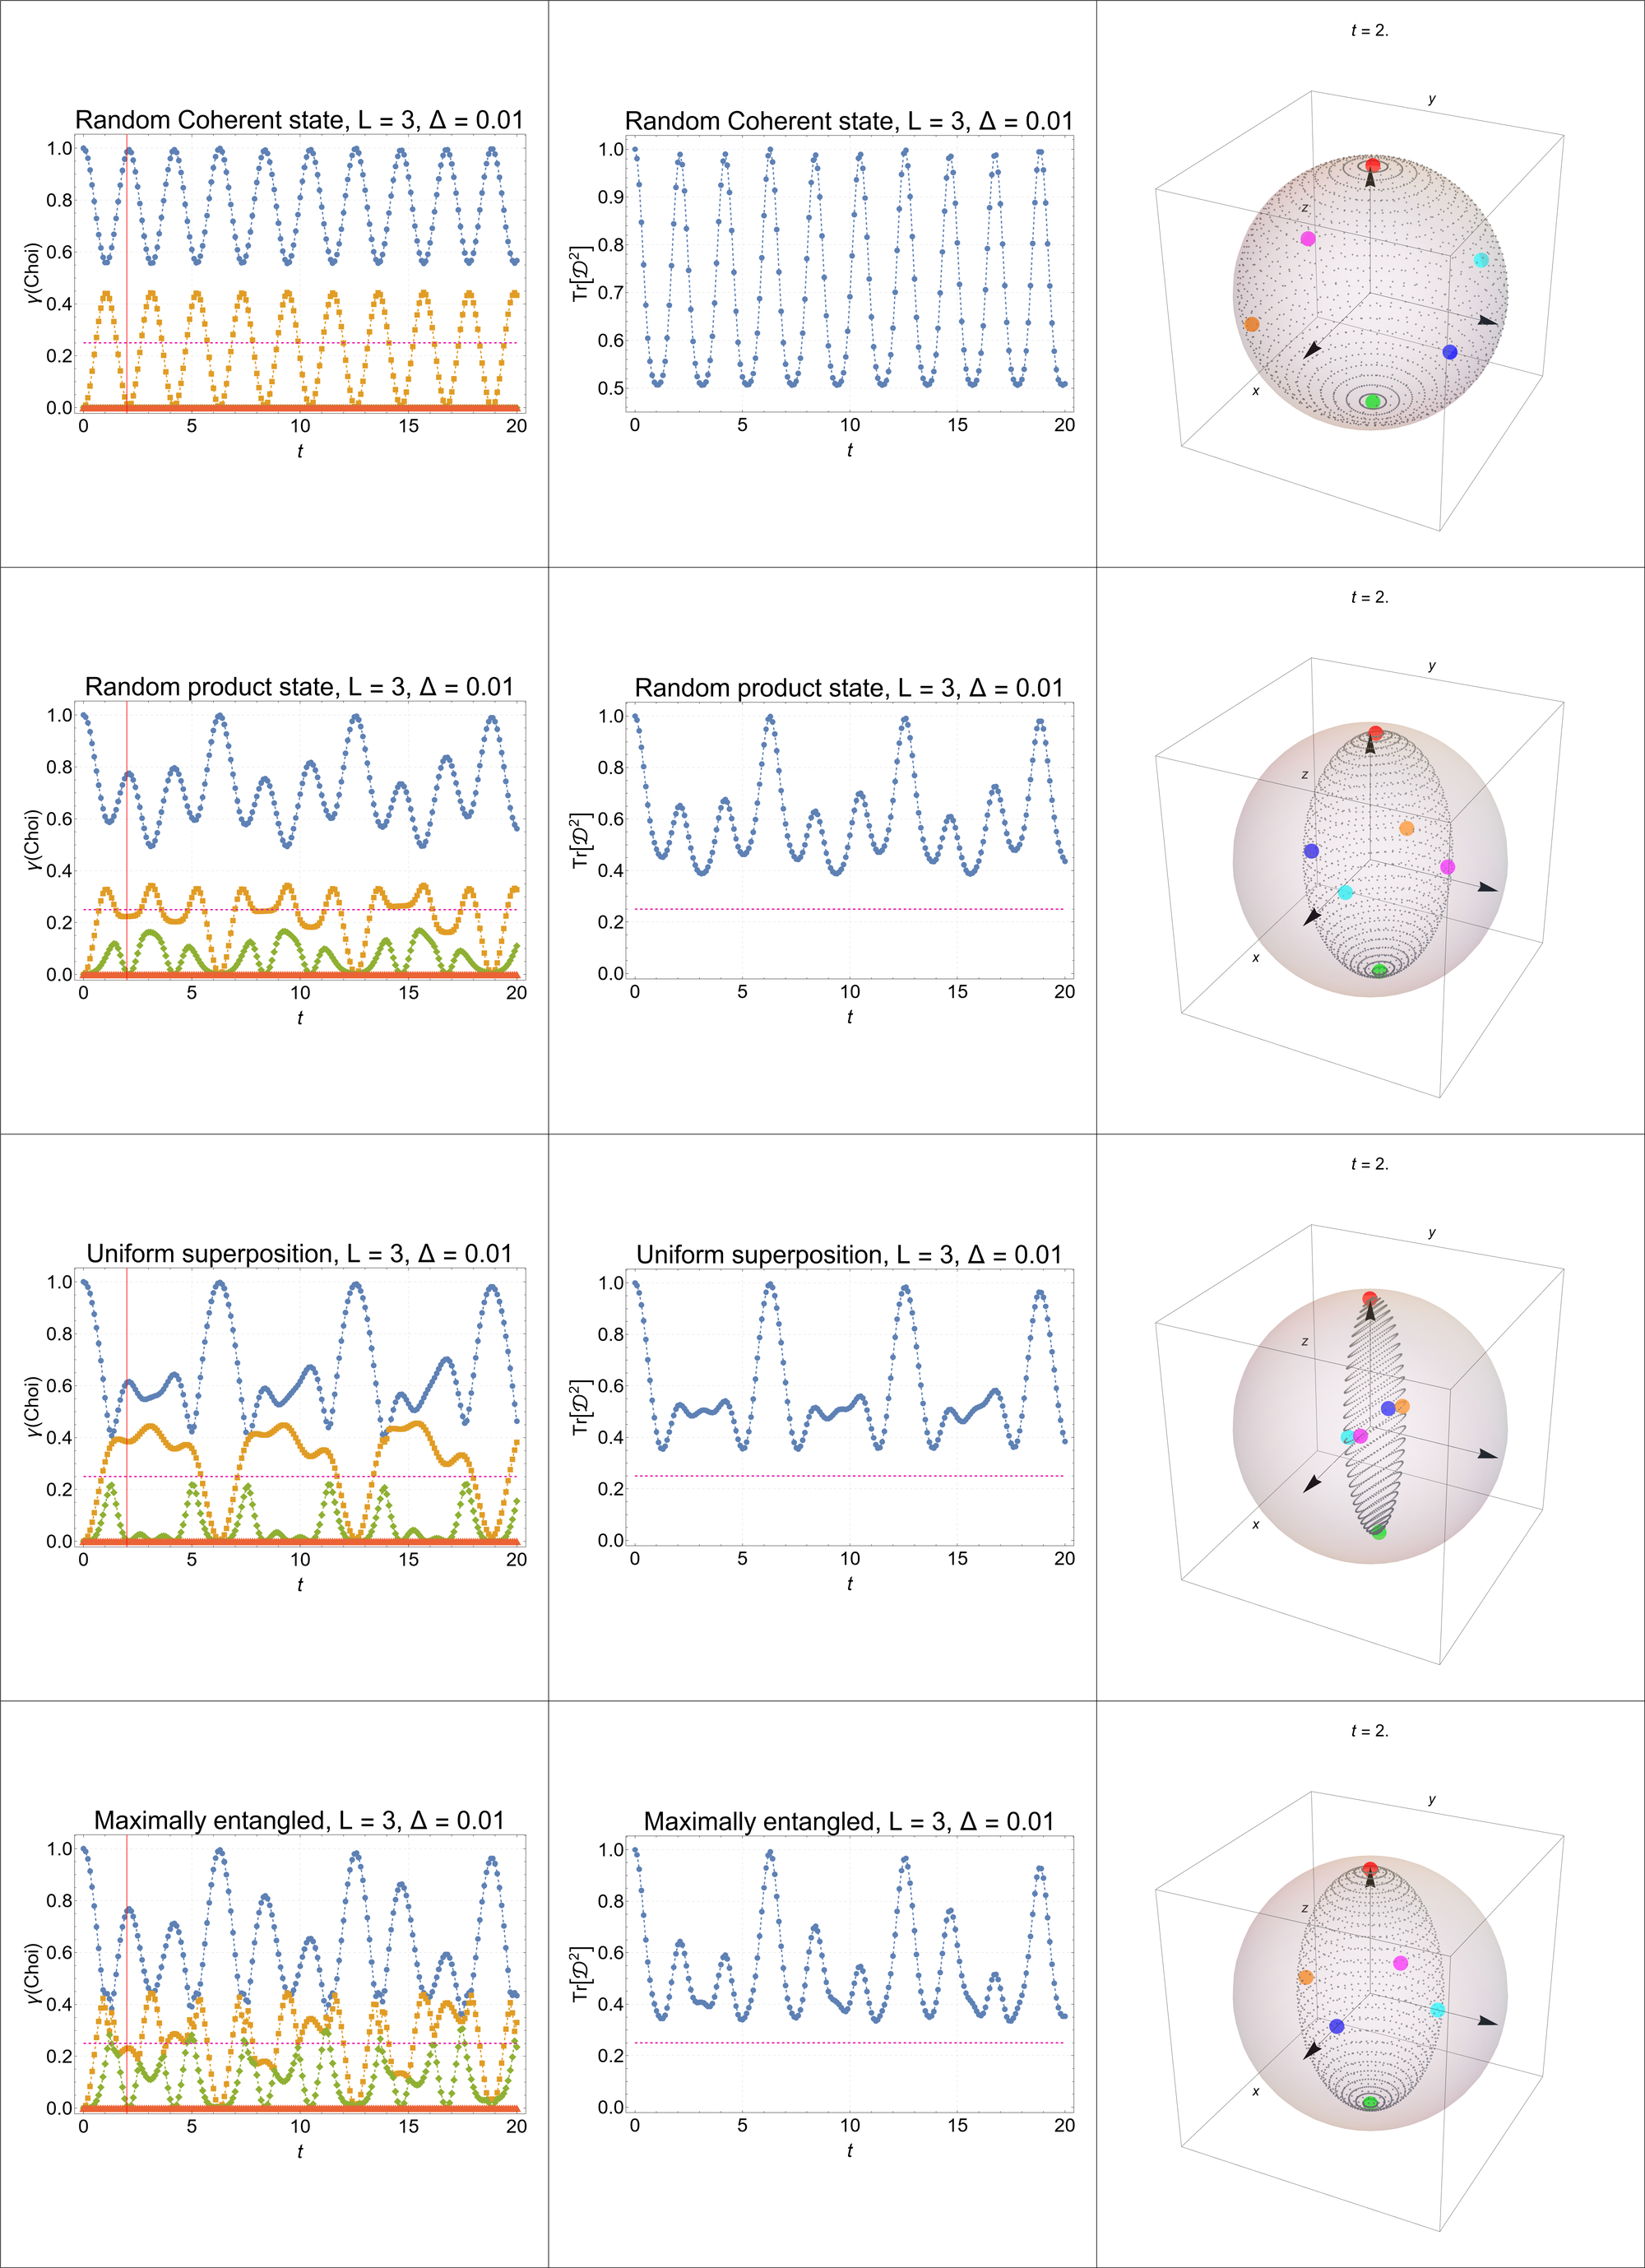 Random Coherent state, L = 3, Δ = 0.01
γ(Choi)
1.0
0.8
0.6
0.4
0.2
0.0
0 5 10 15 20
t
Random Coherent state, L = 3, Δ = 0.01
Tr[𝒟²]
1.0
0.9
0.8
0.7
0.6
0.5
0 5 10 15 20
t
t = 2.
y
z
x
Random product state, L = 3, Δ = 0.01
γ(Choi)
1.0
0.8
0.6
0.4
0.2
0.0
0 5 10 15 20
t
Random product state, L = 3, Δ = 0.01
Tr[𝒟²]
1.0
0.8
0.6
0.4
0.2
0.0
0 5 10 15 20
t
t = 2.
y
z
x
Uniform superposition, L = 3, Δ = 0.01
γ(Choi)
1.0
0.8
0.6
0.4
0.2
0.0
0 5 10 15 20
t
Uniform superposition, L = 3, Δ = 0.01
Tr[𝒟²]
1.0
0.8
0.6
0.4
0.2
0.0
0 5 10 15 20
t
t = 2.
y
z
x
Maximally entangled, L = 3, Δ = 0.01
γ(Choi)
1.0
0.8
0.6
0.4
0.2
0.0
0 5 10 15 20
t
Maximally entangled, L = 3, Δ = 0.01
Tr[𝒟²]
1.0
0.8
0.6
0.4
0.2
0.0
0 5 10 15 20
t
t = 2.
y
z
x